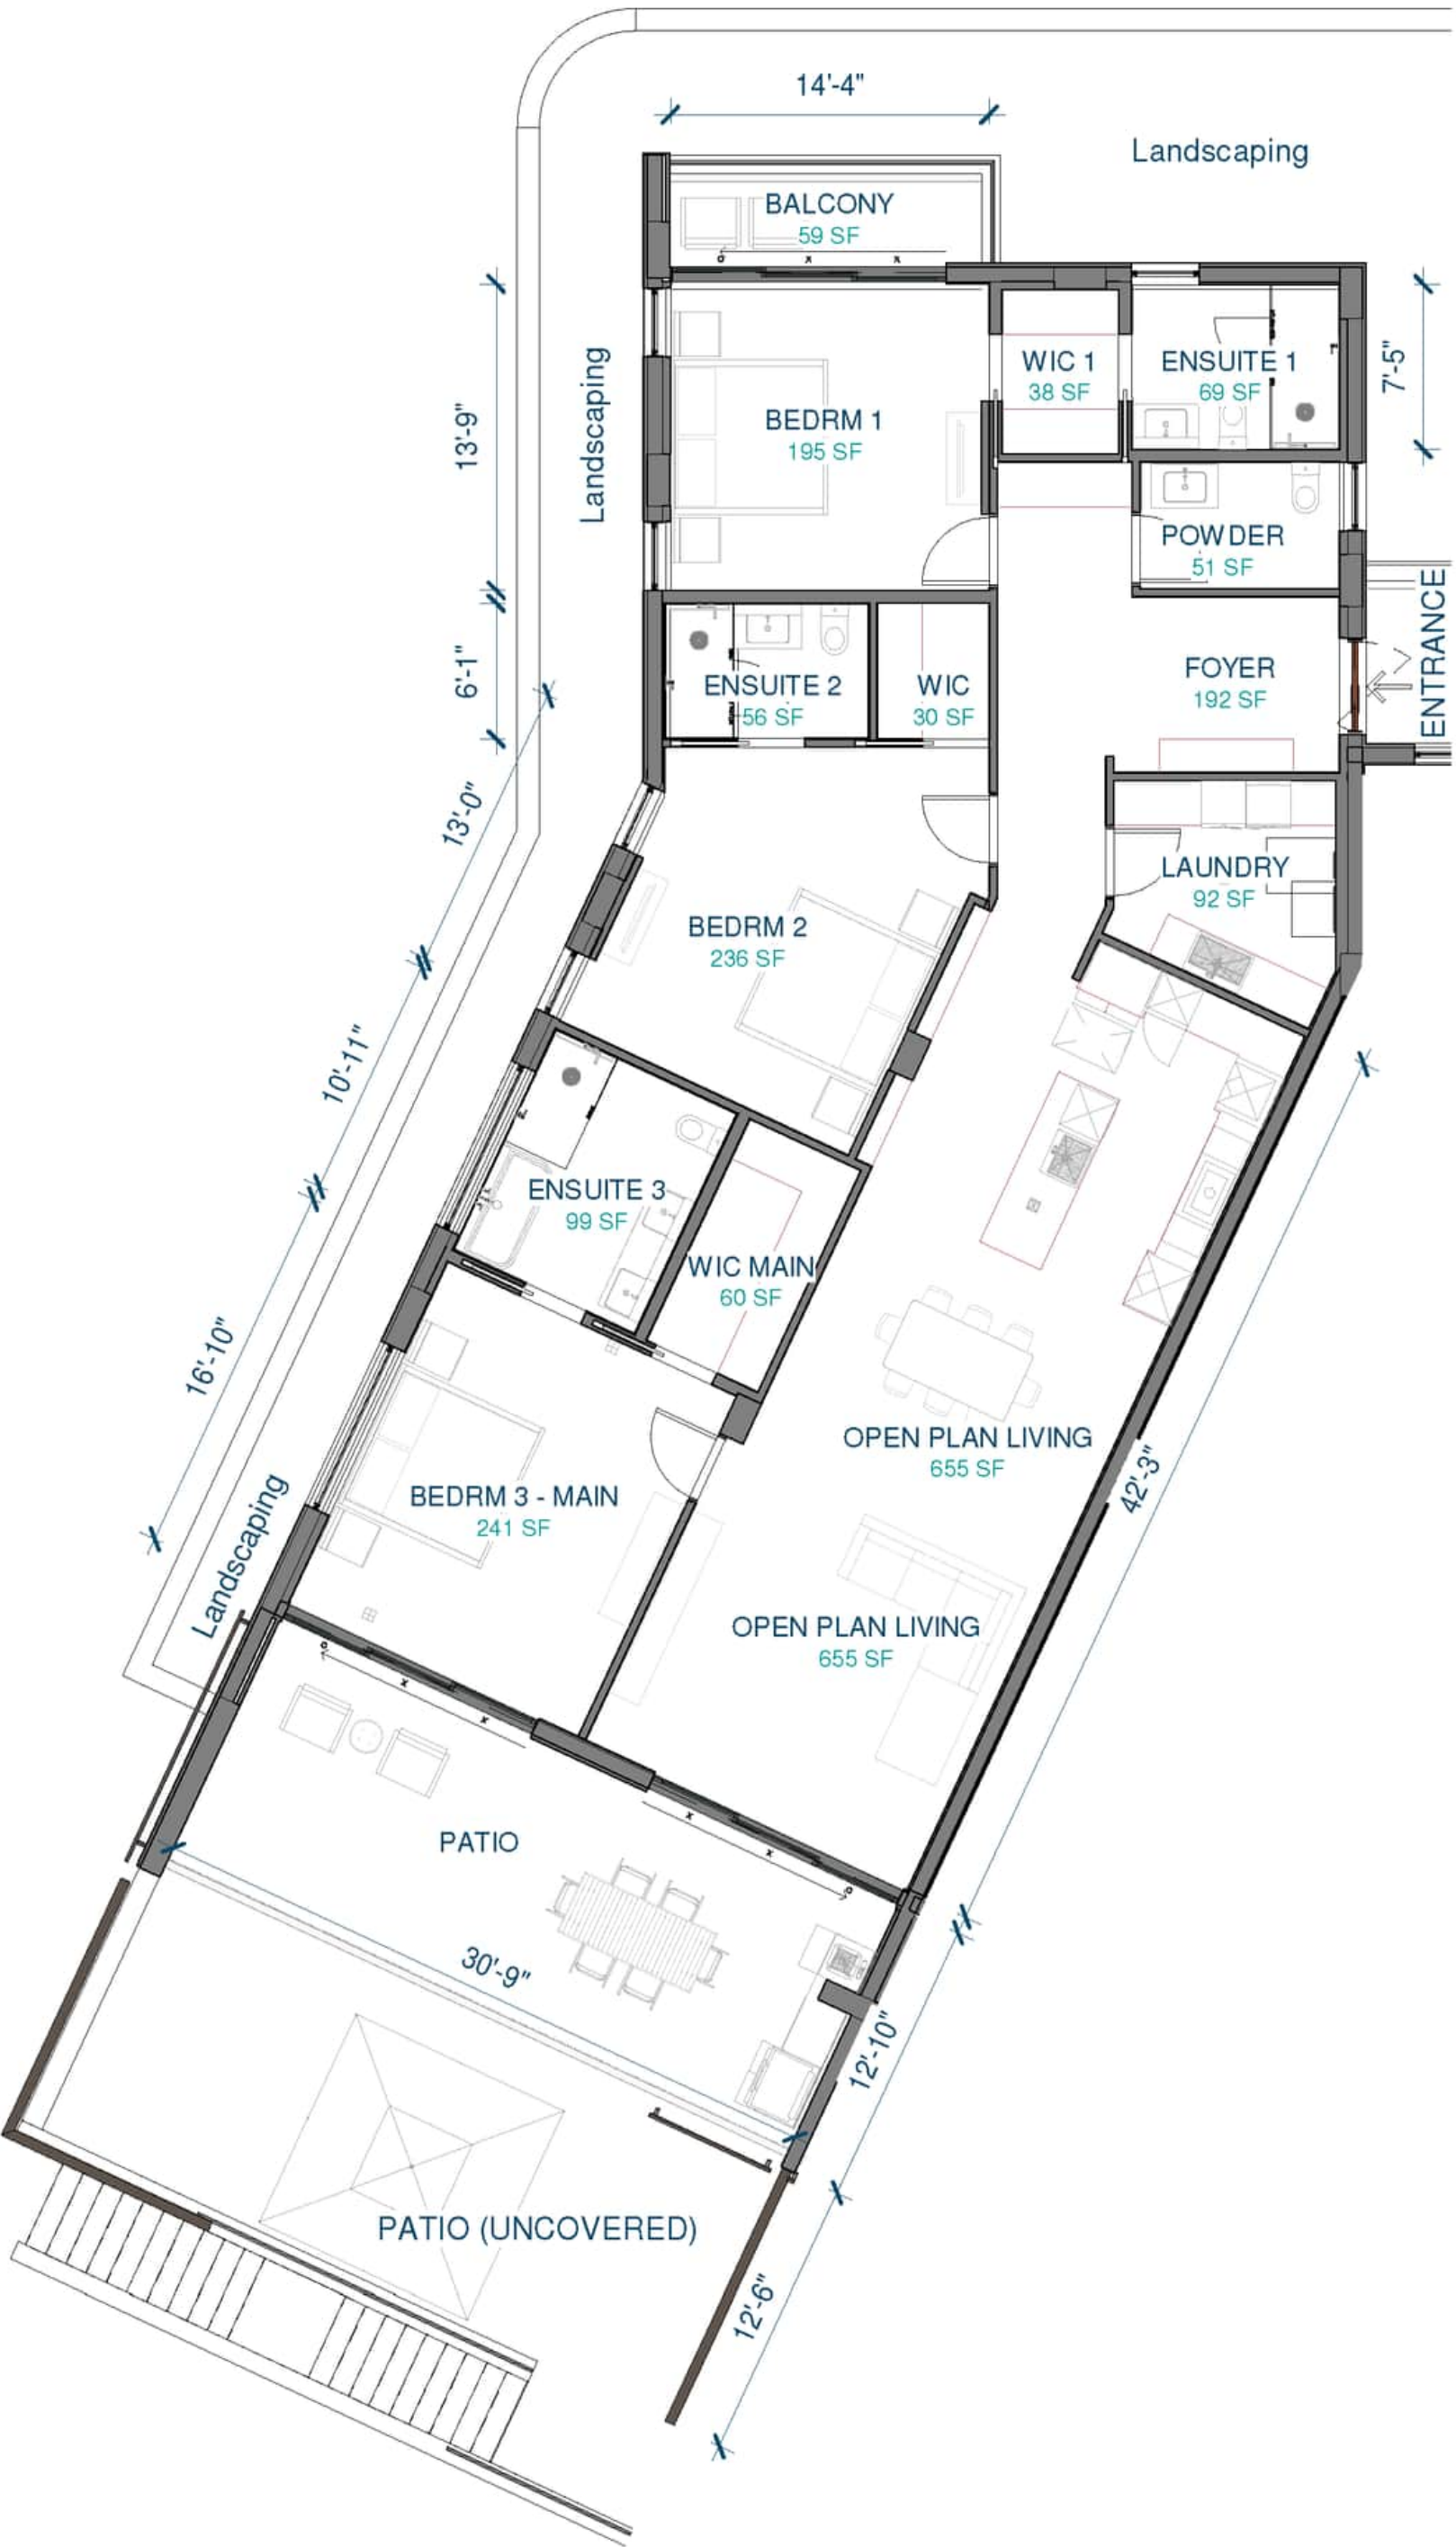 14'-4"
Landscaping
BALCONY
59 SF
Landscaping
13'-9"
7'-5"
WIC 1
38 SF
ENSUITE 1
69 SF
BEDRM 1
195 SF
POWDER
51 SF
ENTRANCE
6'-1"
ENSUITE 2
56 SF
WIC
30 SF
FOYER
192 SF
13'-0"
LAUNDRY
92 SF
BEDRM 2
236 SF
10'-11"
ENSUITE 3
99 SF
WIC MAIN
60 SF
16'-10"
OPEN PLAN LIVING
655 SF
42'-3"
BEDRM 3 - MAIN
241 SF
Landscaping
OPEN PLAN LIVING
655 SF
PATIO
30'-9"
12'-10"
PATIO (UNCOVERED)
12'-6"